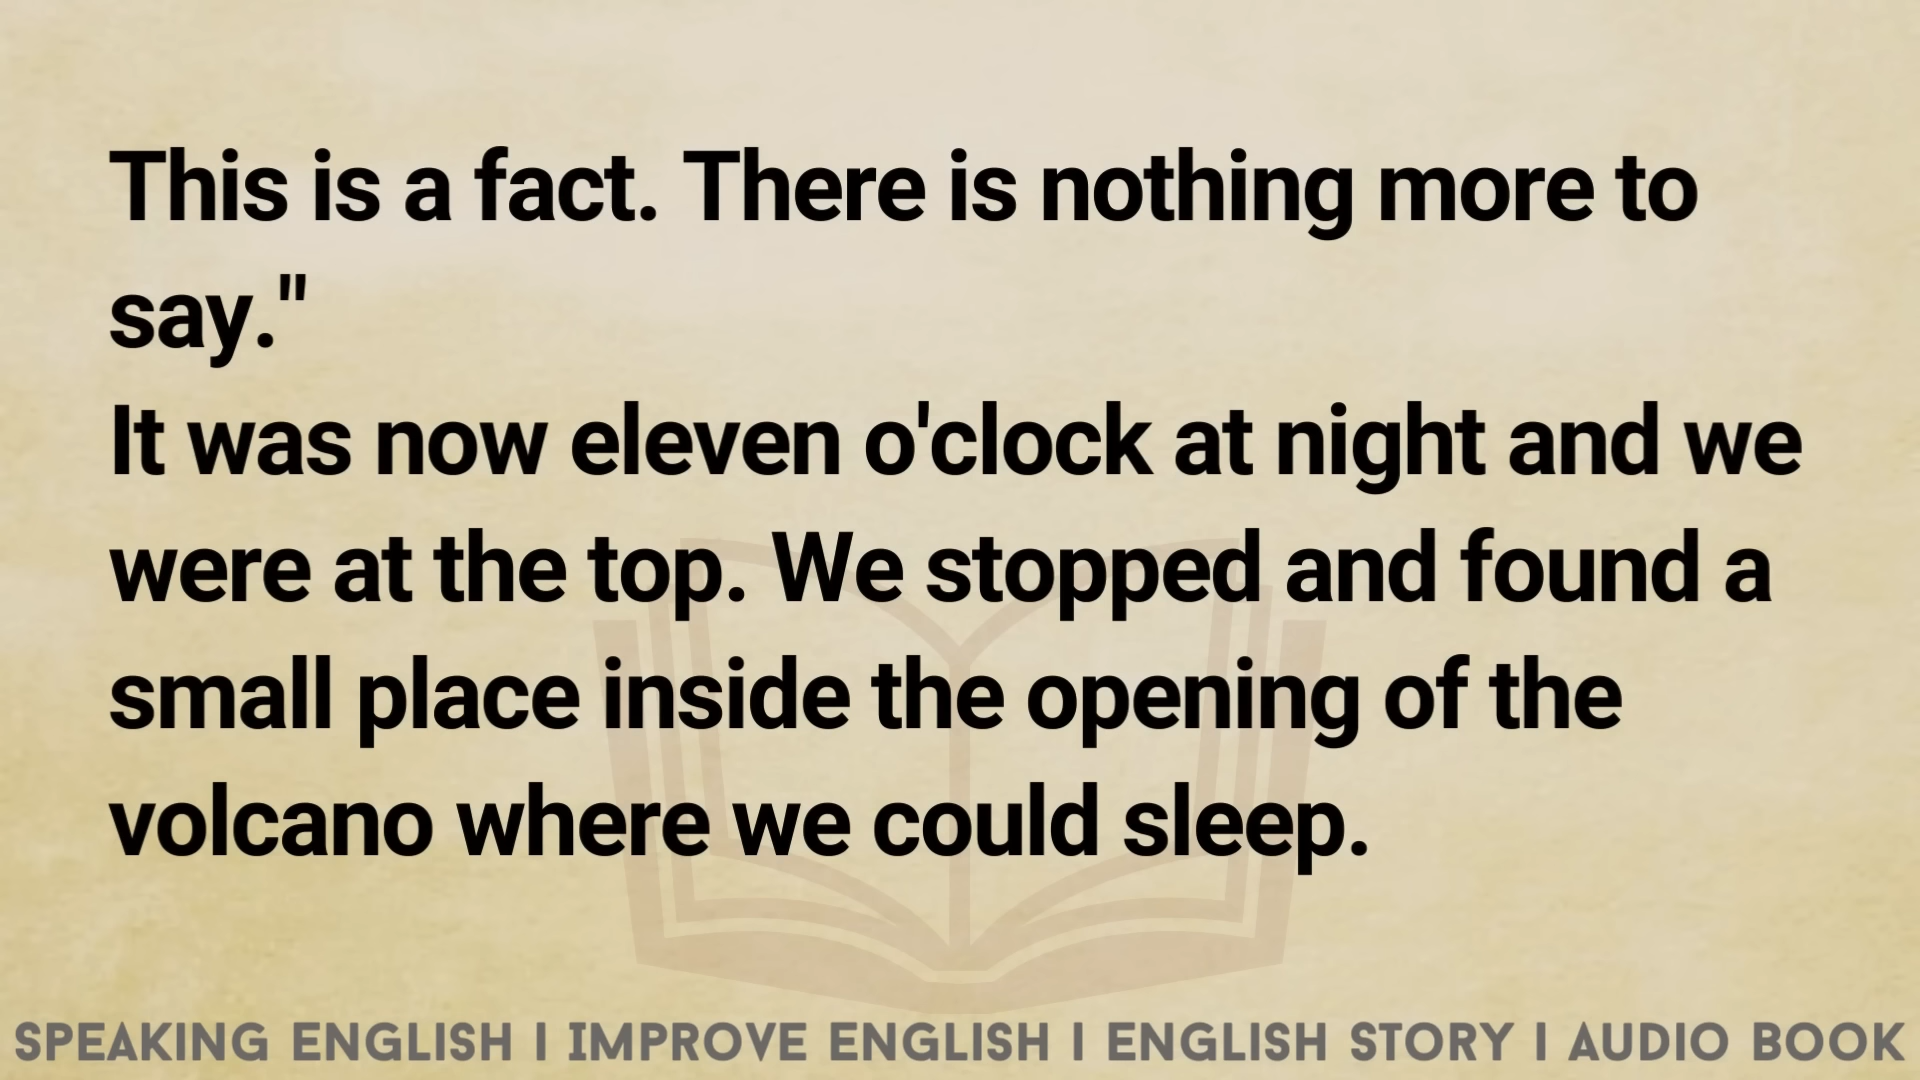 This is a fact. There is nothing more to
say."
It was now eleven o'clock at night and we
were at the top. We stopped and found a
small place inside the opening of the
volcano where we could sleep.
SPEAKING ENGLISH I IMPROVE ENGLISH I ENGLISH STORY I AUDIO BOOK